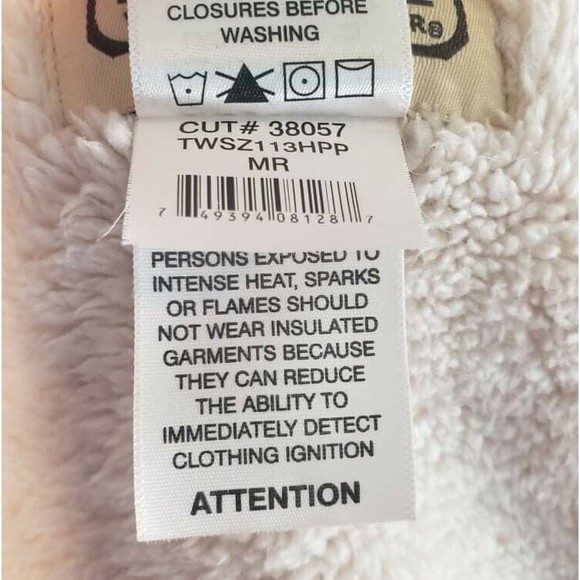 CLOSURES BEFORE
WASHING
CUT# 38057
TWSZ113HPP
MR
7 49394 08128 7
PERSONS EXPOSED TO
INTENSE HEAT, SPARKS
OR FLAMES SHOULD
NOT WEAR INSULATED
GARMENTS BECAUSE
THEY CAN REDUCE
THE ABILITY TO
IMMEDIATELY DETECT
CLOTHING IGNITION
ATTENTION